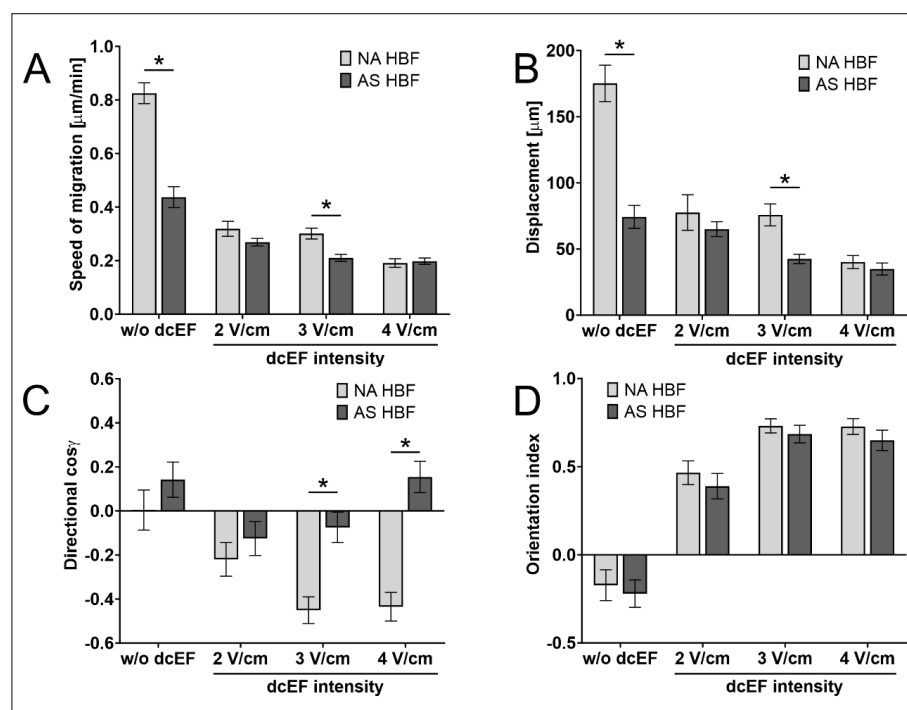 A
Speed of migration [μm/min]
1.0
0.8
0.6
0.4
0.2
0.0
*
*
NA HBF
AS HBF
w/o dcEF 2 V/cm 3 V/cm 4 V/cm
dcEF intensity
B
Displacement [μm]
200
150
100
50
0
*
*
NA HBF
AS HBF
w/o dcEF 2 V/cm 3 V/cm 4 V/cm
dcEF intensity
C
Directional cosγ
0.6
0.4
0.2
0.0
-0.2
-0.4
-0.6
NA HBF
AS HBF
*
*
w/o dcEF 2 V/cm 3 V/cm 4 V/cm
dcEF intensity
D
Orientation index
1.0
0.5
0.0
-0.5
NA HBF
AS HBF
w/o dcEF 2 V/cm 3 V/cm 4 V/cm
dcEF intensity